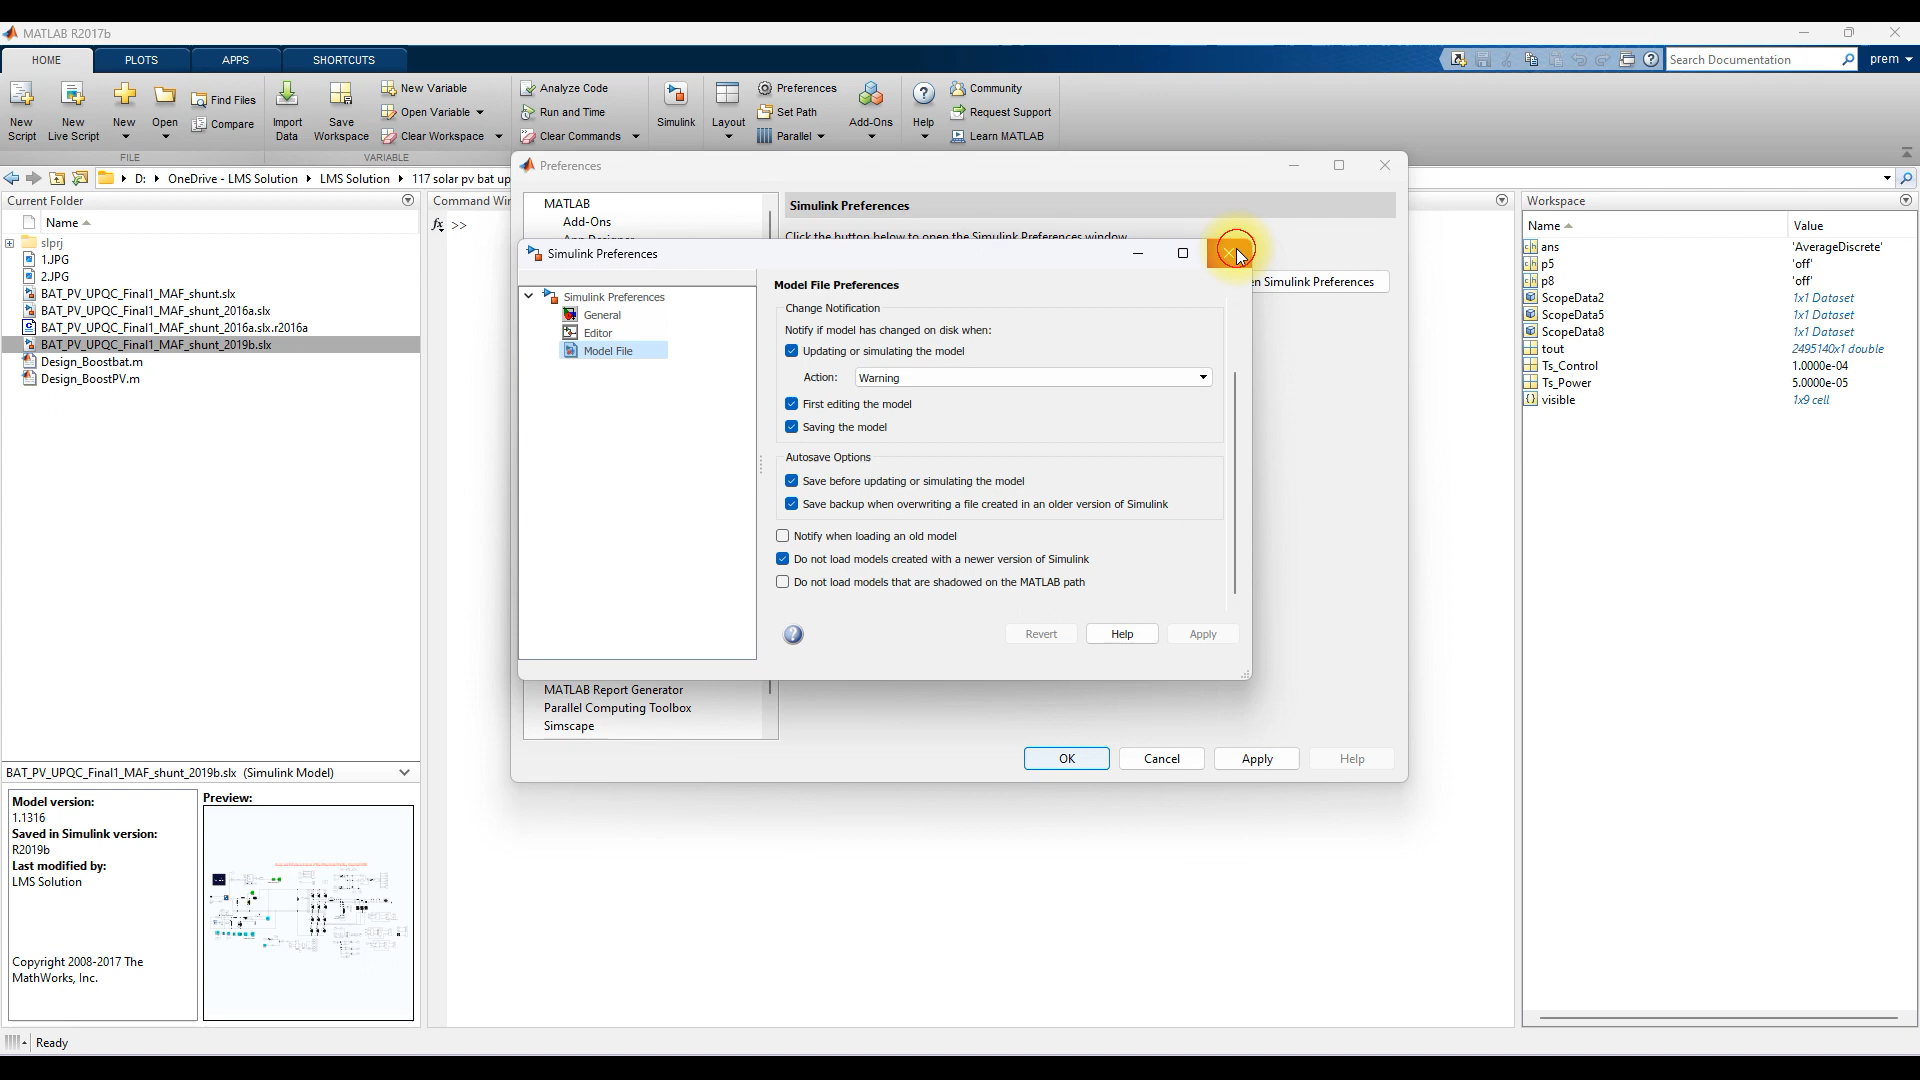 MATLAB R2017b
HOME
PLOTS
APPS
SHORTCUTS
Search Documentation
prem
New Script
New Live Script
New
Open
Find Files
Compare
Import Data
Save Workspace
New Variable
Open Variable
Clear Workspace
Analyze Code
Run and Time
Clear Commands
Simulink
Layout
Preferences
Set Path
Parallel
Add-Ons
Help
Community
Request Support
Learn MATLAB
FILE
VARIABLE
D: OneDrive - LMS Solution LMS Solution 117 solar pv bat up
Current Folder
Name
slprj
1.JPG
2.JPG
BAT_PV_UPQC_Final1_MAF_shunt.slx
BAT_PV_UPQC_Final1_MAF_shunt_2016a.slx
BAT_PV_UPQC_Final1_MAF_shunt_2016a.slx.r2016a
BAT_PV_UPQC_Final1_MAF_shunt_2019b.slx
Design_Boostbat.m
Design_BoostPV.m
BAT_PV_UPQC_Final1_MAF_shunt_2019b.slx (Simulink Model)
Model version:
1.1316
Saved in Simulink version:
R2019b
Last modified by:
LMS Solution
Copyright 2008-2017 The
MathWorks, Inc.
Preview:
Ready
Command Win
fx >>
Preferences
MATLAB
Add-Ons
Simulink Preferences
Click the button below to open the Simulink Preferences window
en Simulink Preferences
MATLAB Report Generator
Parallel Computing Toolbox
Simscape
OK
Cancel
Apply
Help
Simulink Preferences
Simulink Preferences
General
Editor
Model File
Model File Preferences
Change Notification
Notify if model has changed on disk when:
Updating or simulating the model
Action: Warning
First editing the model
Saving the model
Autosave Options
Save before updating or simulating the model
Save backup when overwriting a file created in an older version of Simulink
Notify when loading an old model
Do not load models created with a newer version of Simulink
Do not load models that are shadowed on the MATLAB path
Revert
Help
Apply
Workspace
Name Value
ans 'AverageDiscrete'
p5 'off'
p8 'off'
ScopeData2 1x1 Dataset
ScopeData5 1x1 Dataset
ScopeData8 1x1 Dataset
tout 2495140x1 double
Ts_Control 1.0000e-04
Ts_Power 5.0000e-05
visible 1x9 cell